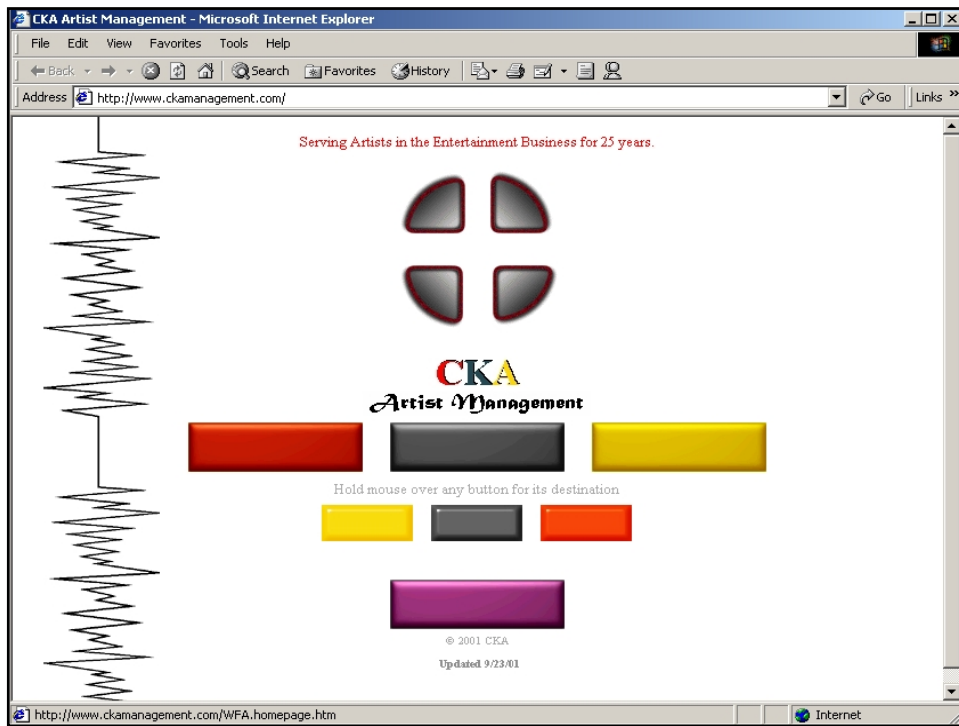 CKA Artist Management - Microsoft Internet Explorer
File Edit View Favorites Tools Help
Back Search Favorites History
Address http://www.ckamanagement.com/ Go Links »
Serving Artists in the Entertainment Business for 25 years.
CKA
Artist Management
Hold mouse over any button for its destination
© 2001 CKA
Updated 9/23/01
http://www.ckamanagement.com/WFA.homepage.htm Internet